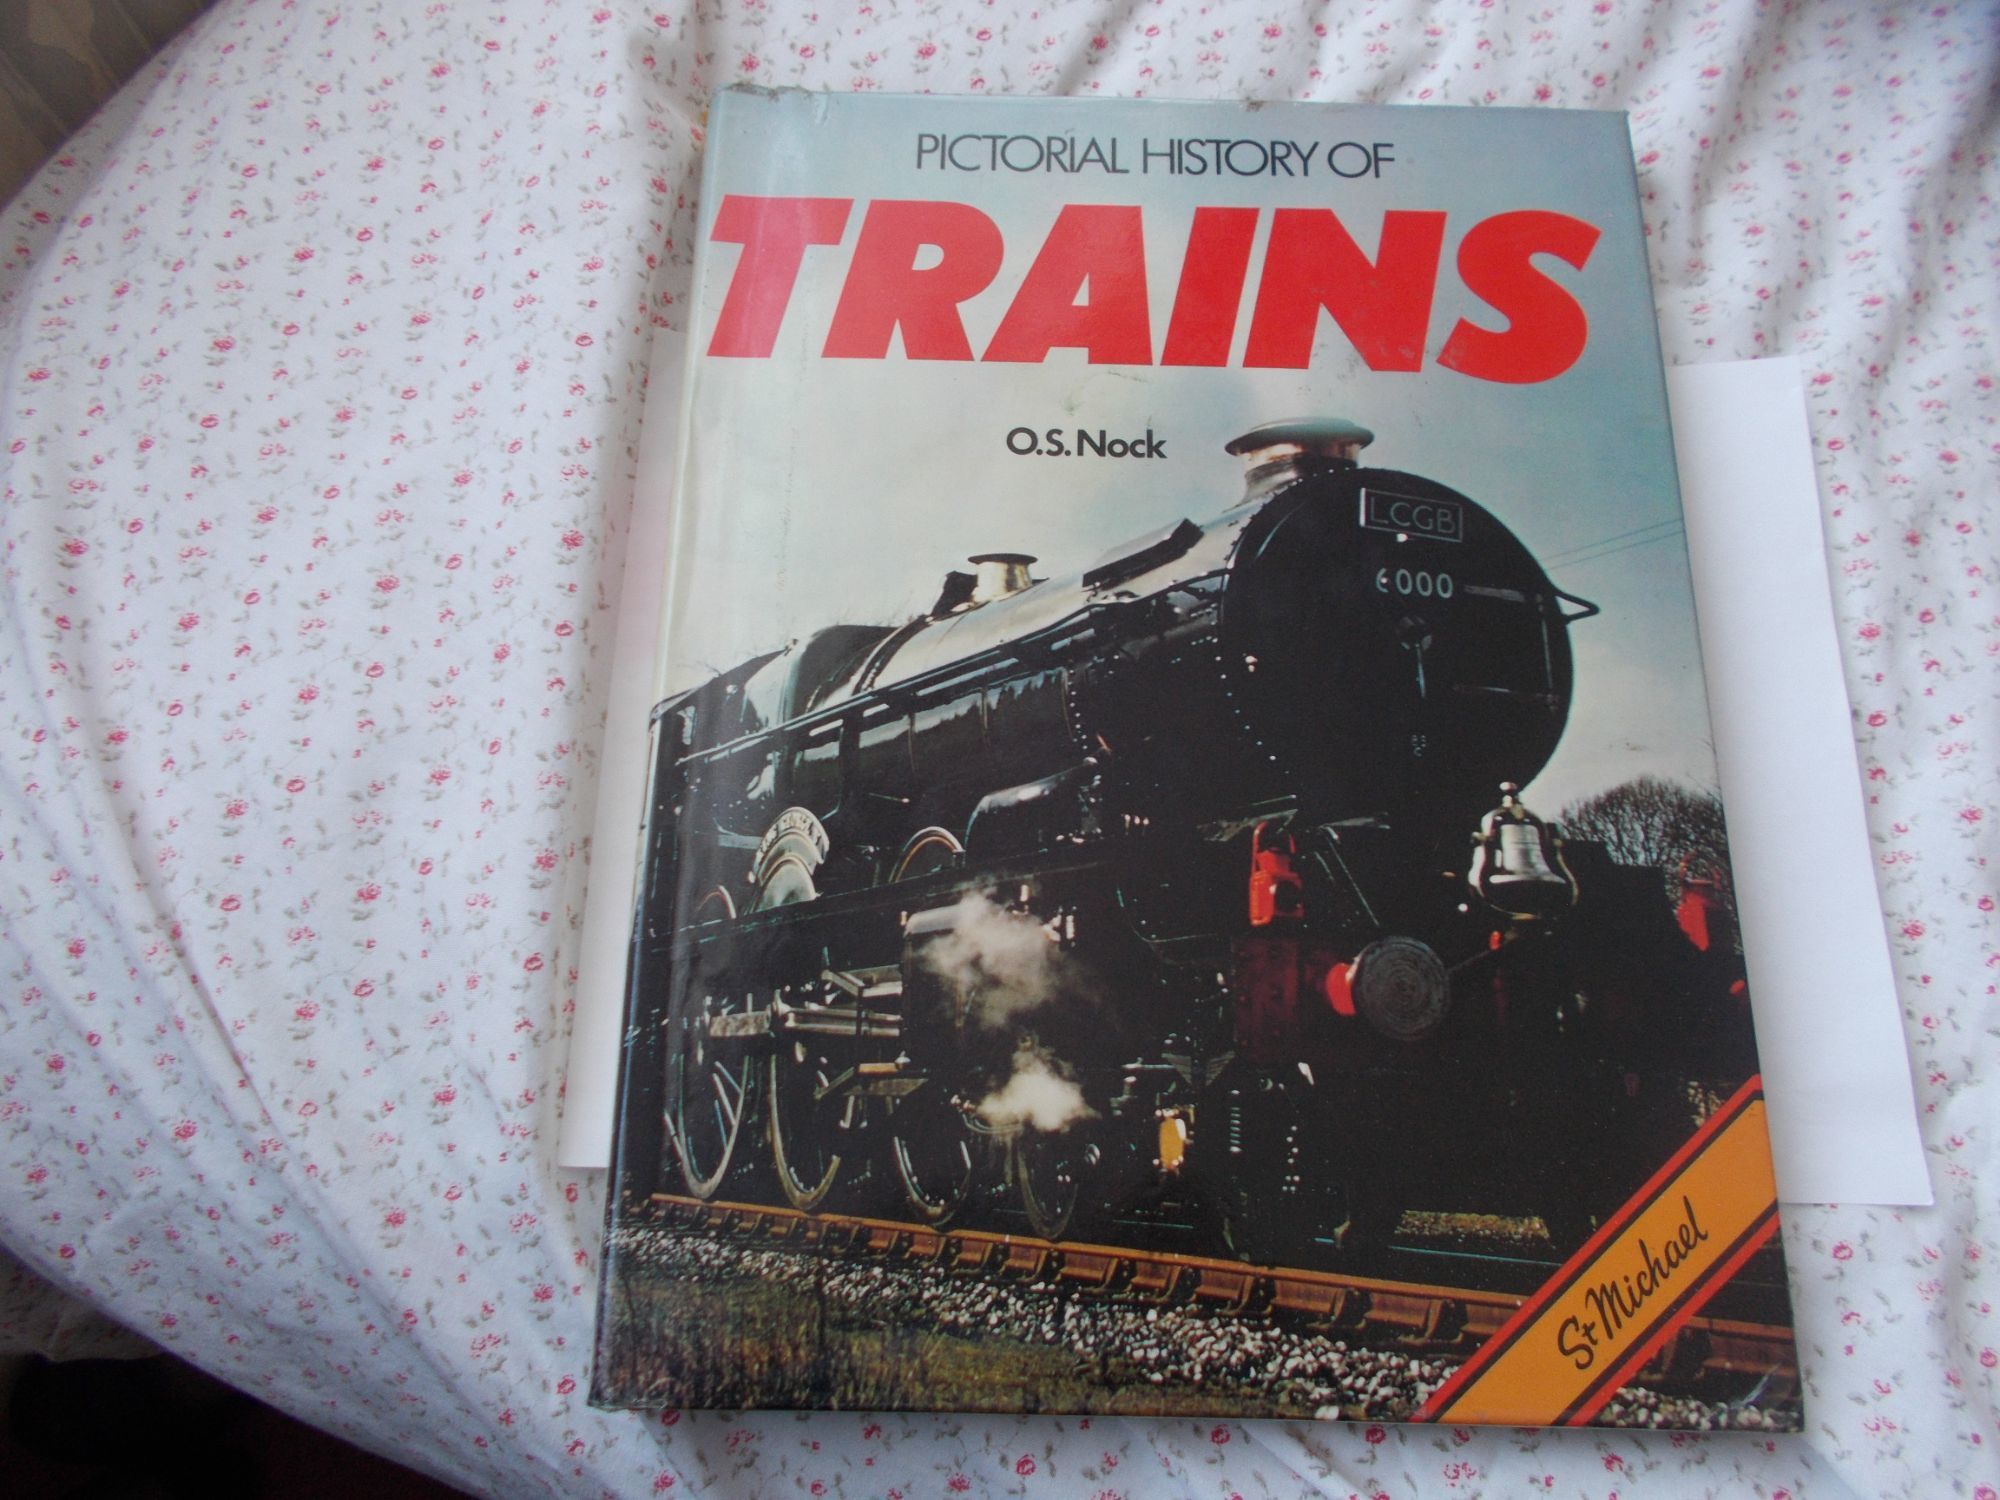 PICTORIAL HISTORY OF
TRAINS
O.S. Nock
LCGB
6000
St Michael